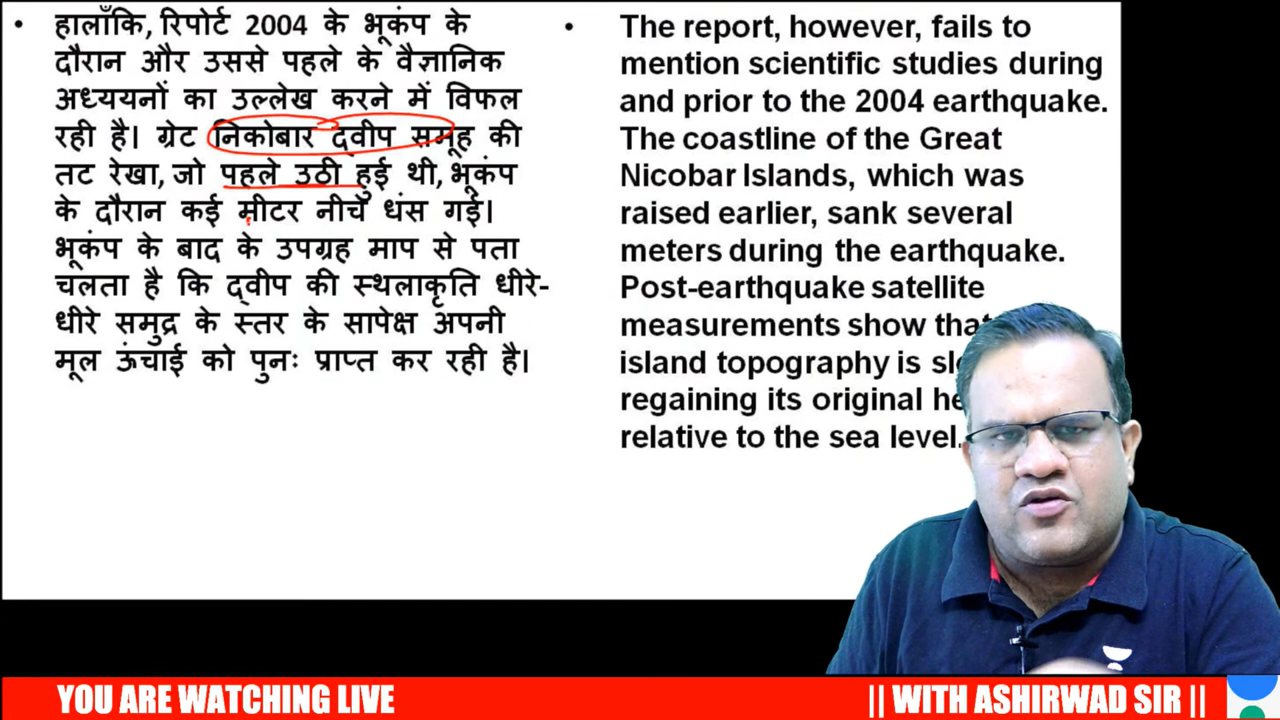 • हालाँकि, रिपोर्ट 2004 के भूकंप के
दौरान और उससे पहले के वैज्ञानिक
अध्ययनों का उल्लेख करने में विफल
रही है। ग्रेट निकोबार द्वीप समूह की
तट रेखा, जो पहले उठी हुई थी, भूकंप
के दौरान कई मीटर नीचे धंस गई।
भूकंप के बाद के उपग्रह माप से पता
चलता है कि द्वीप की स्थलाकृति धीरे-
धीरे समुद्र के स्तर के सापेक्ष अपनी
मूल ऊंचाई को पुनः प्राप्त कर रही है।
• The report, however, fails to
mention scientific studies during
and prior to the 2004 earthquake.
The coastline of the Great
Nicobar Islands, which was
raised earlier, sank several
meters during the earthquake.
Post-earthquake satellite
measurements show
island topography is
regaining its original
relative to the sea level.
YOU ARE WATCHING LIVE
|| WITH ASHIRWAD SIR ||